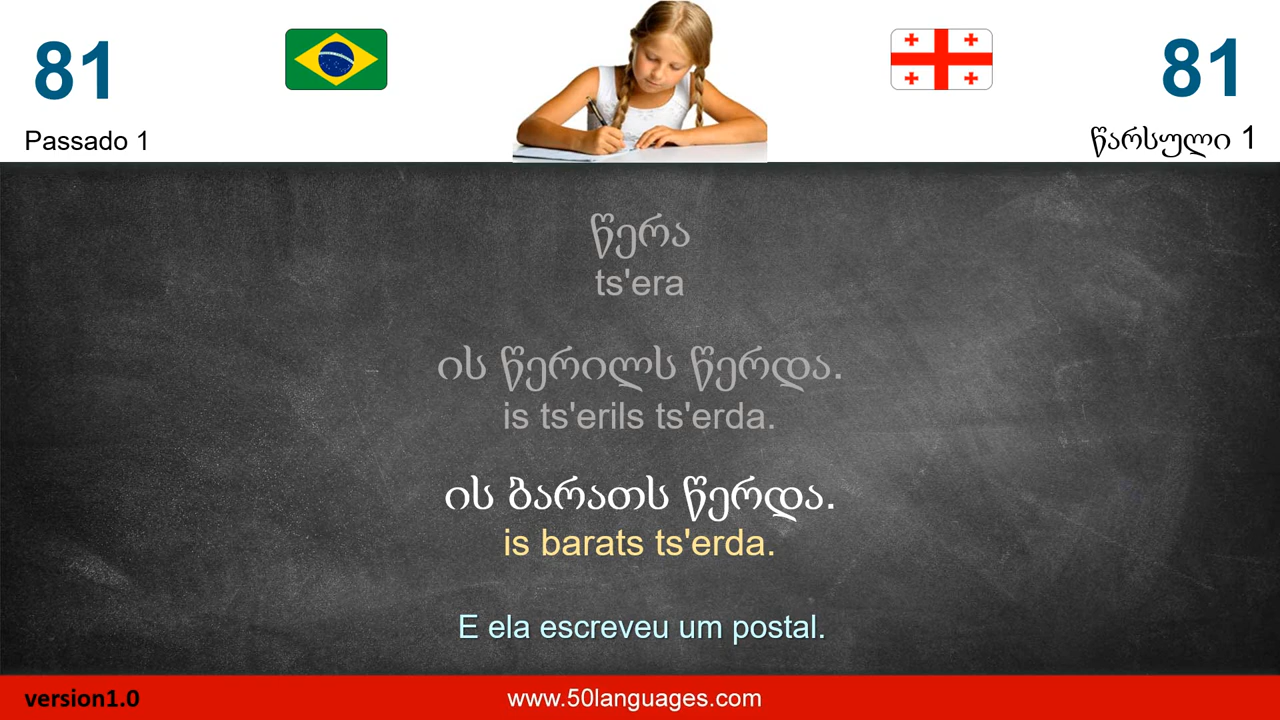 81
81
Passado 1
წარსული 1
წერა
ts'era
ის წერილს წერდა.
is ts'erils ts'erda.
ის ბარათს წერდა.
is barats ts'erda.
E ela escreveu um postal.
version1.0
www.50languages.com